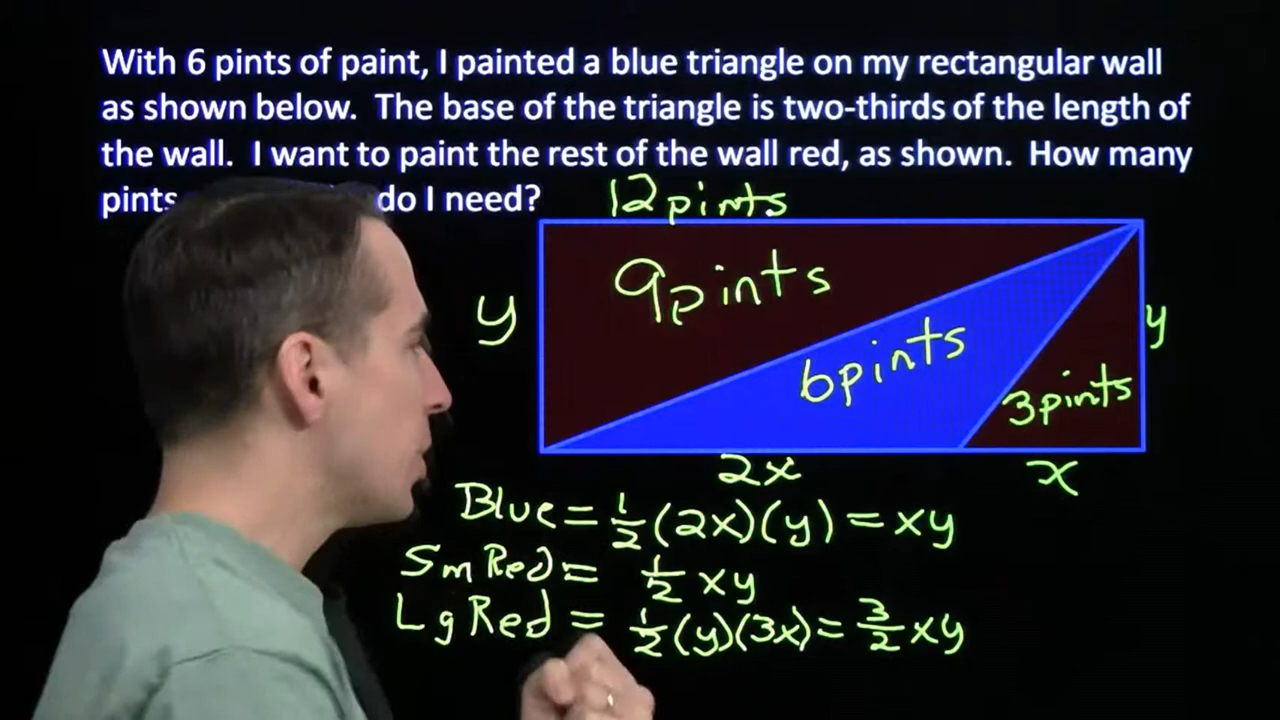 With 6 pints of paint, I painted a blue triangle on my rectangular wall
as shown below. The base of the triangle is two-thirds of the length of
the wall. I want to paint the rest of the wall red, as shown. How many
pints do I need?
12 pints
9 pints
y
6 pints
y
3 pints
2x
x
Blue = 1/2 (2x)(y) = xy
Sm Red = 1/2 xy
Lg Red = 1/2 (y)(3x) = 3/2 xy